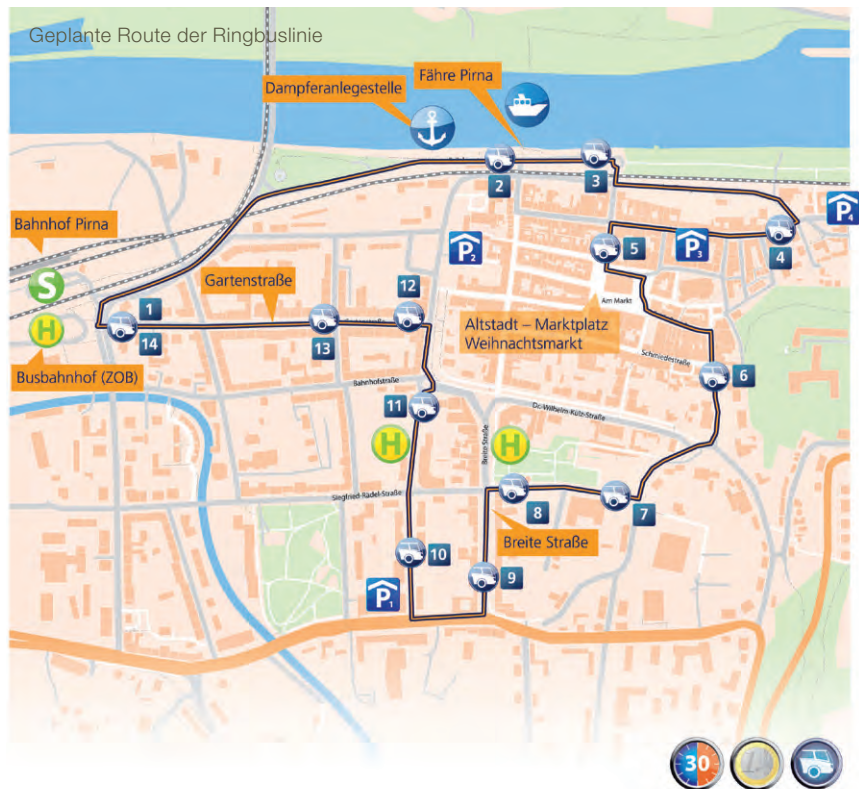 Geplante Route der Ringbuslinie
Fähre Pirna
Dampferanlegestelle
2
3
Bahnhof Pirna
P4
P2
P3
4
5
S
Gartenstraße
12
1
Am Markt
H
14
13
Altstadt – Marktplatz
Weihnachtsmarkt
Schmiedestraße
Busbahnhof (ZOB)
6
Bahnhofstraße
11
Dr.-Wilhelm-Külz-Straße
H
Breite Straße
H
Siegfried-Rädel-Straße
8
7
Breite Straße
10
9
P1
30